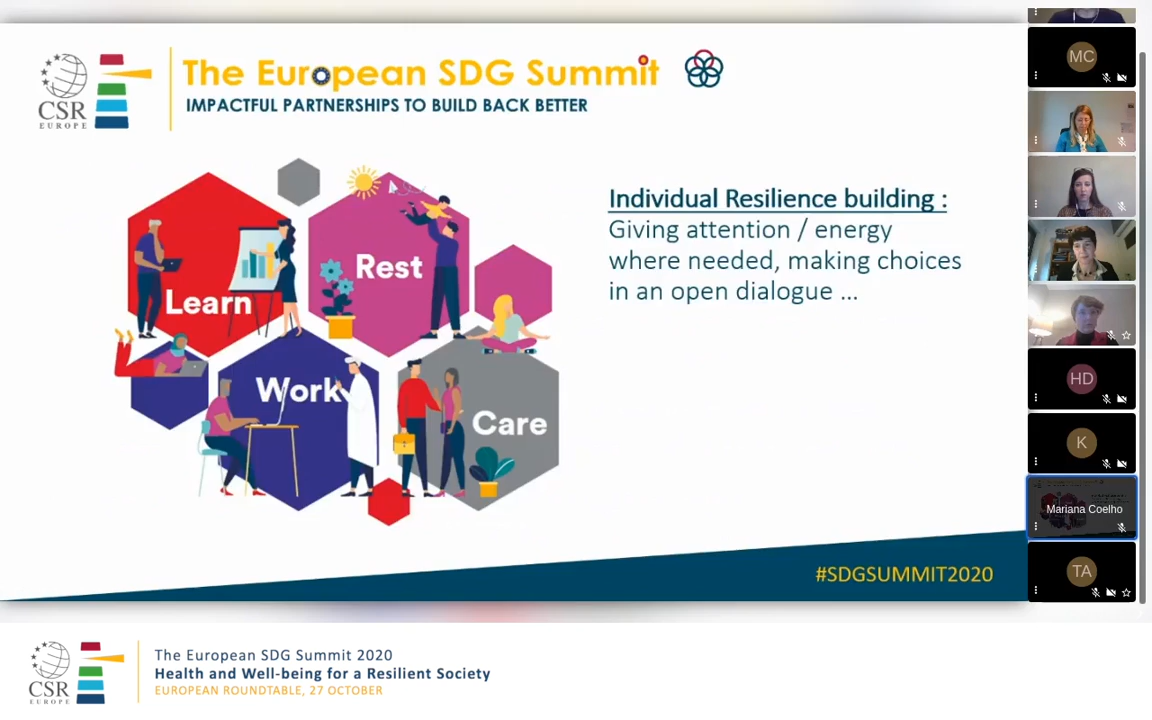 CSR
EUROPE
The European SDG Summit
IMPACTFUL PARTNERSHIPS TO BUILD BACK BETTER
Learn
Rest
Work
Care
Individual Resilience building :
Giving attention / energy
where needed, making choices
in an open dialogue ...
#SDGSUMMIT2020
MC
HD
K
Mariana Coelho
TA
CSR
EUROPE
The European SDG Summit 2020
Health and Well-being for a Resilient Society
EUROPEAN ROUNDTABLE, 27 OCTOBER